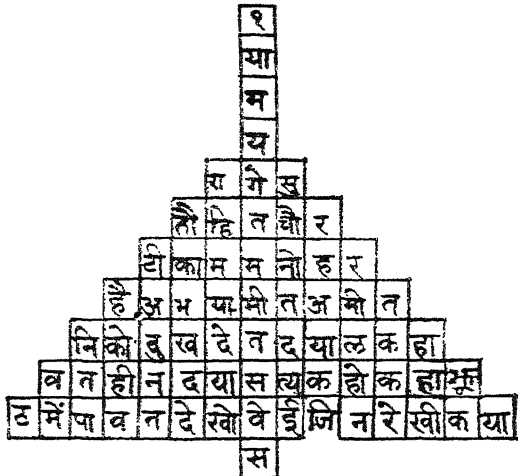 १
या
म
य
रा गे सु
तौ हि त यौ र
टी का म म नो ह र
है अ भ या मी त अ मी त
नि को सु ख दे त द या ल क हा
व त ही न द या स त्य क हो क हा भू
ल में पा व त दे खो वे ई जि न रे खी क या
स